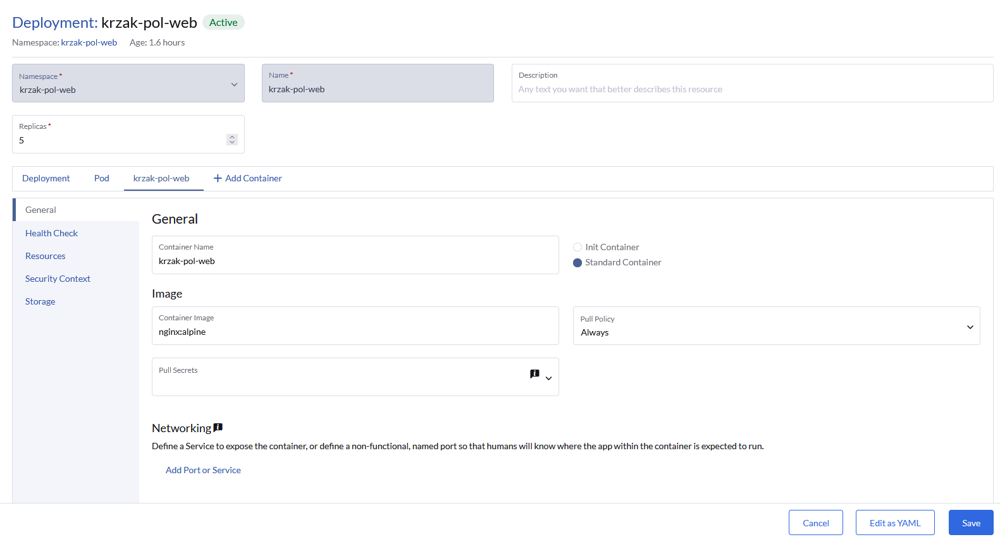 Deployment: krzak-pol-web Active
Namespace: krzak-pol-web Age: 1.6 hours
Namespace *
krzak-pol-web
Name *
krzak-pol-web
Description
Any text you want that better describes this resource
Replicas *
5
Deployment Pod krzak-pol-web + Add Container
General
Health Check
Resources
Security Context
Storage
General
Container Name
krzak-pol-web
Init Container
Standard Container
Image
Container Image
nginx:alpine
Pull Policy
Always
Pull Secrets
Networking
Define a Service to expose the container, or define a non-functional, named port so that humans will know where the app within the container is expected to run.
Add Port or Service
Cancel Edit as YAML Save